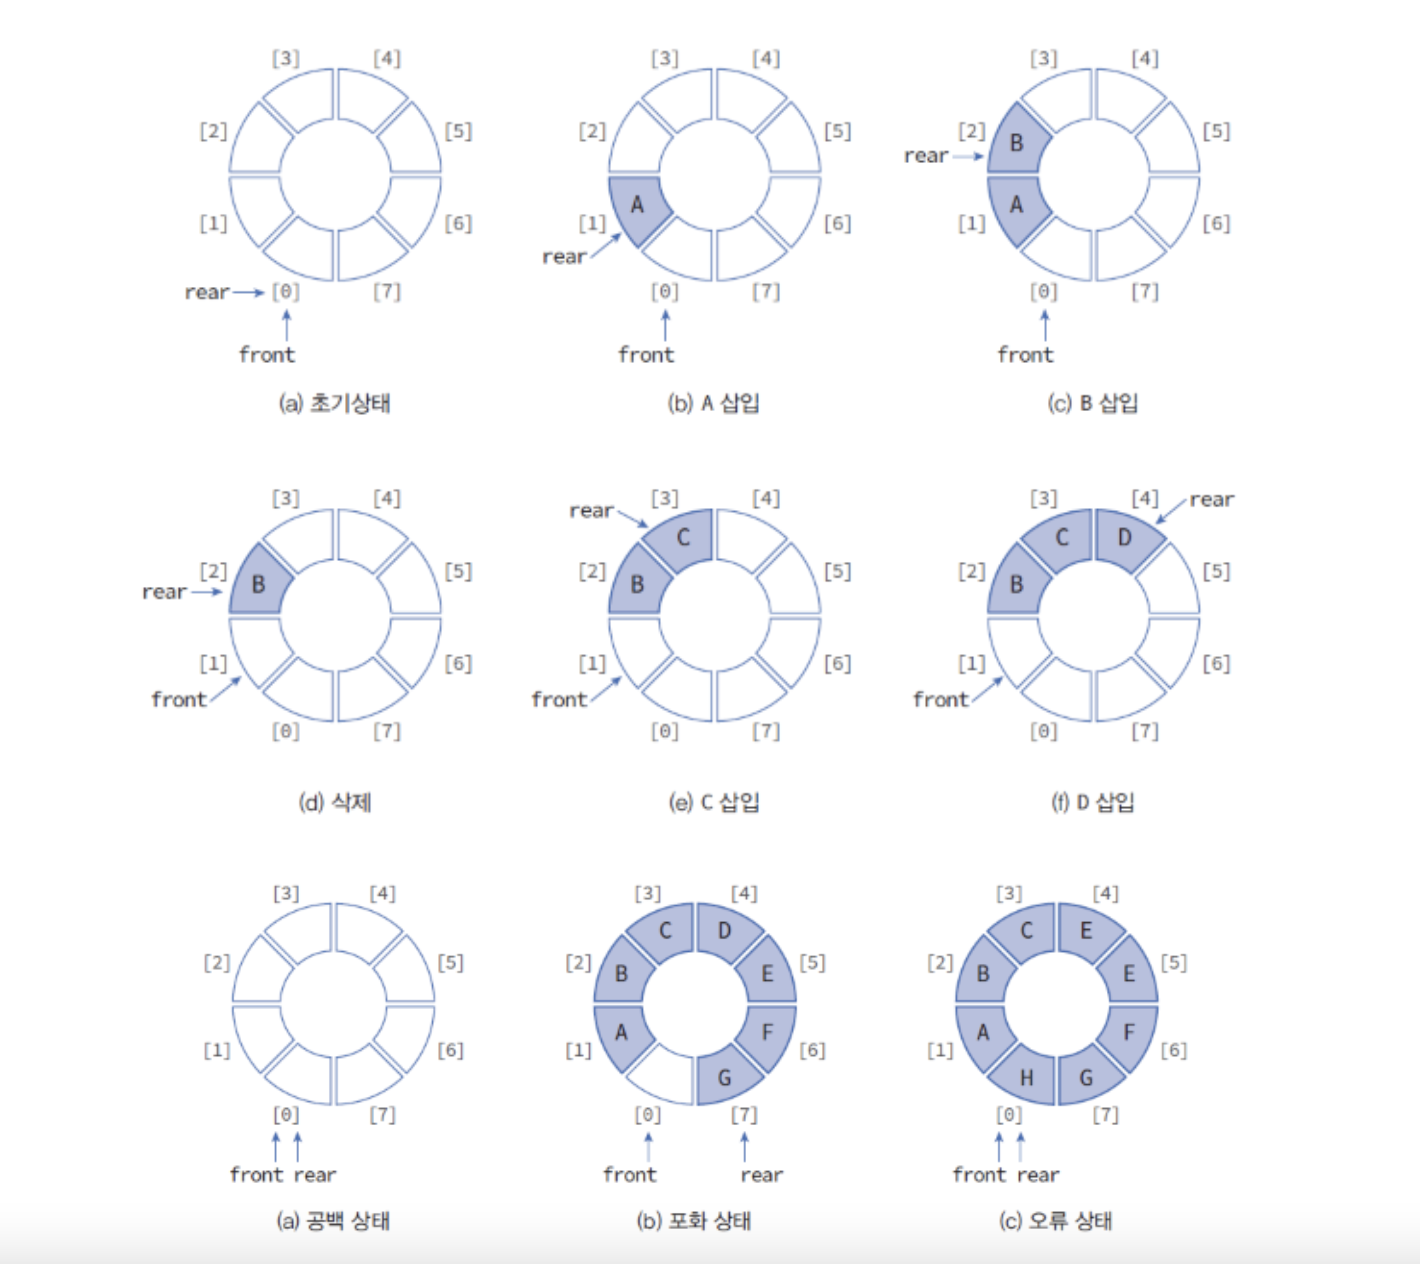 [3] [4] [3] [4] [3] [4]
[2] [5] [2] [5] [2] B [5]
rear
A A
[1] [6] [1] [6] [1] [6]
rear
rear [0] [7] [0] [7] [0] [7]
front front front
(a) 초기상태 (b) A 삽입 (c) B 삽입
[3] [4] [3] [4] [3] [4] rear
rear
C C D
[2] B [5] [2] B [5] [2] B [5]
rear
[1] [6] [1] [6] [1] [6]
front front front
[0] [7] [0] [7] [0] [7]
(d) 삭제 (e) C 삽입 (f) D 삽입
[3] [4] [3] [4] [3] [4]
C D C E
[2] [5] [2] B E [5] [2] B E [5]
A F A F
[1] [6] [1] [6] [1] [6]
G H G
[0] [7] [0] [7] [0] [7]
front rear front rear front rear
(a) 공백 상태 (b) 포화 상태 (c) 오류 상태